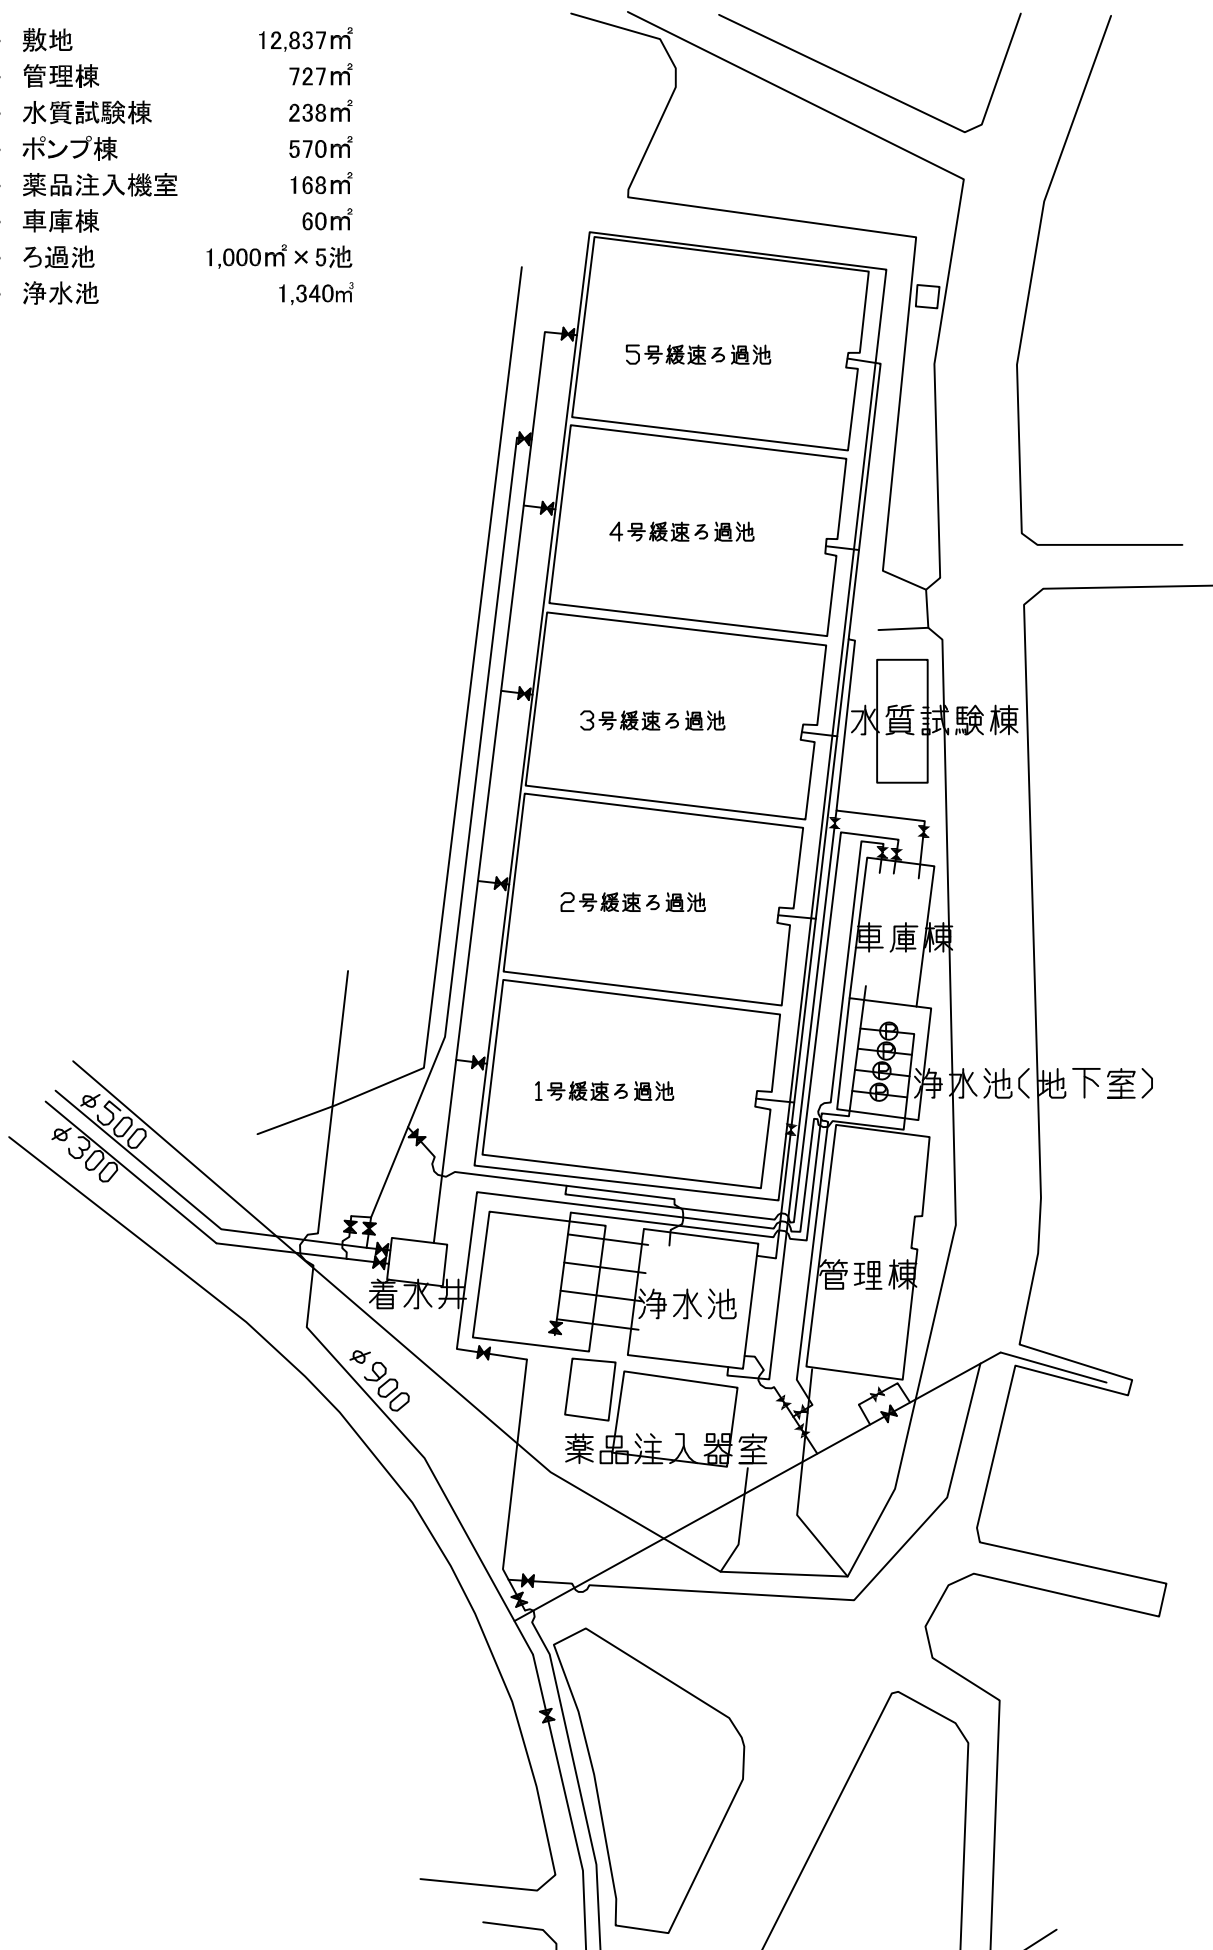 敷地 12,837㎡
管理棟 727㎡
水質試験棟 238㎡
ポンプ棟 570㎡
薬品注入機室 168㎡
車庫棟 60㎡
ろ過池 1,000㎡×5池
浄水池 1,340㎥
5号緩速ろ過池
4号緩速ろ過池
3号緩速ろ過池
水質試験棟
2号緩速ろ過池
車庫棟
1号緩速ろ過池
P
P
P
P
浄水池(地下室)
φ500
φ300
管理棟
着水井
浄水池
φ900
薬品注入器室